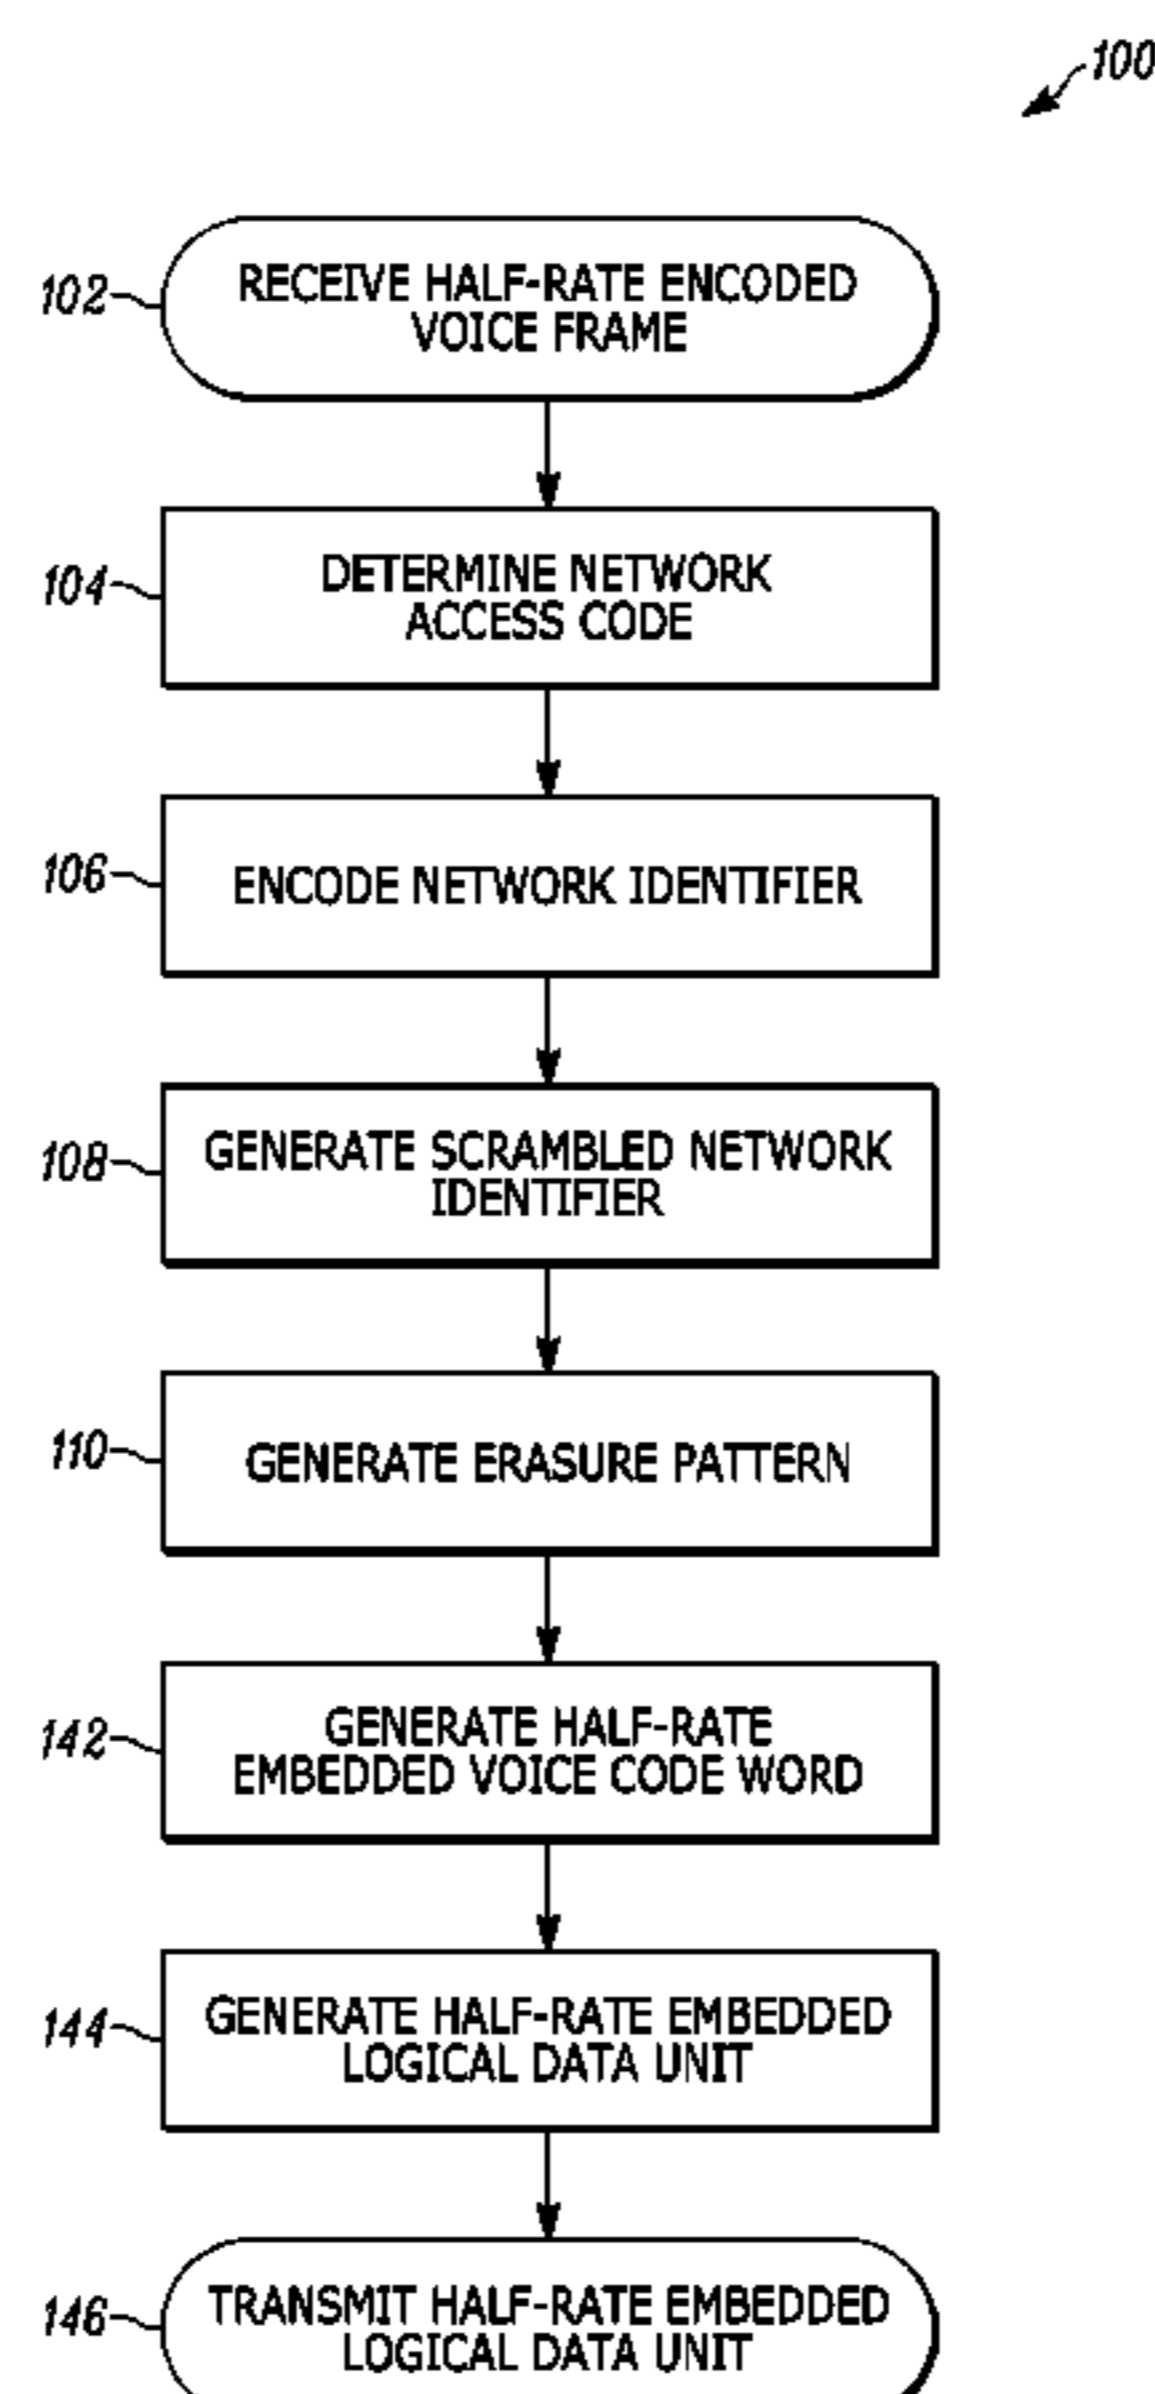 100
102
RECEIVE HALF-RATE ENCODED
VOICE FRAME
104
DETERMINE NETWORK
ACCESS CODE
106
ENCODE NETWORK IDENTIFIER
108
GENERATE SCRAMBLED NETWORK
IDENTIFIER
110
GENERATE ERASURE PATTERN
142
GENERATE HALF-RATE
EMBEDDED VOICE CODE WORD
144
GENERATE HALF-RATE EMBEDDED
LOGICAL DATA UNIT
146
TRANSMIT HALF-RATE EMBEDDED
LOGICAL DATA UNIT